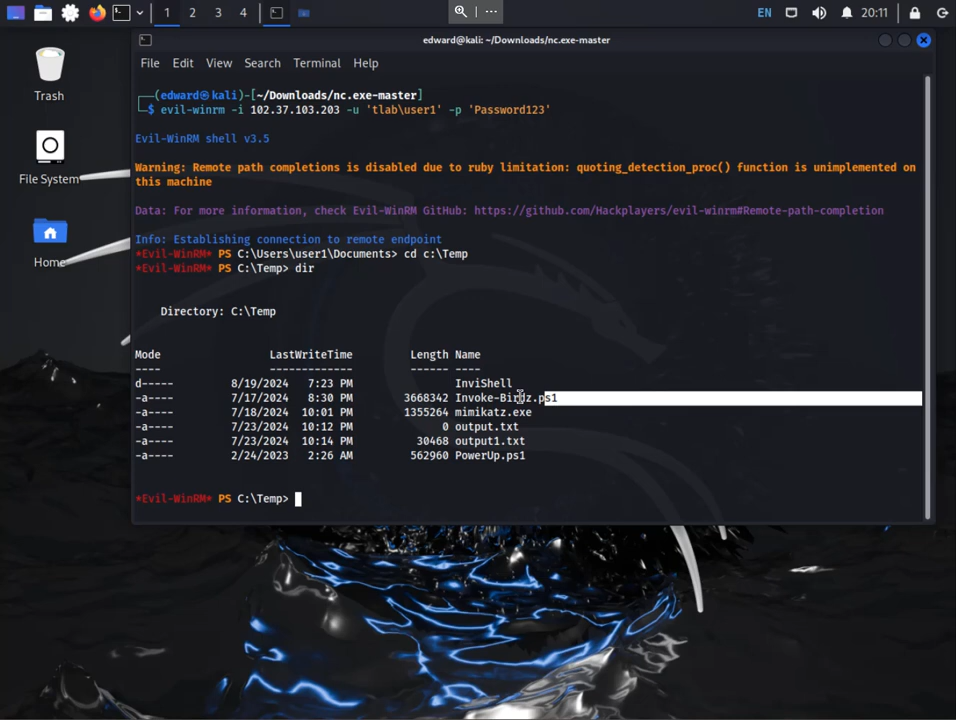 1 2 3 4 EN 20:11
edward@kali: ~/Downloads/nc.exe-master
File Edit View Search Terminal Help
Trash
File System
Home
(edward㉿kali)-[~/Downloads/nc.exe-master]
$ evil-winrm -i 102.37.103.203 -u 'tlab\user1' -p 'Password123'
Evil-WinRM shell v3.5
Warning: Remote path completions is disabled due to ruby limitation: quoting_detection_proc() function is unimplemented on
this machine
Data: For more information, check Evil-WinRM GitHub: https://github.com/Hackplayers/evil-winrm#Remote-path-completion
Info: Establishing connection to remote endpoint
*Evil-WinRM* PS C:\Users\user1\Documents> cd c:\Temp
*Evil-WinRM* PS C:\Temp> dir
Directory: C:\Temp
Mode LastWriteTime Length Name
---- ------------- ------ ----
d----- 8/19/2024 7:23 PM InviShell
-a---- 7/17/2024 8:30 PM 3668342
-a---- 7/18/2024 10:01 PM 1355264 mimikatz.exe
-a---- 7/23/2024 10:12 PM 0 output.txt
-a---- 7/23/2024 10:14 PM 30468 output1.txt
-a---- 2/24/2023 2:26 AM 562960 PowerUp.ps1
*Evil-WinRM* PS C:\Temp>